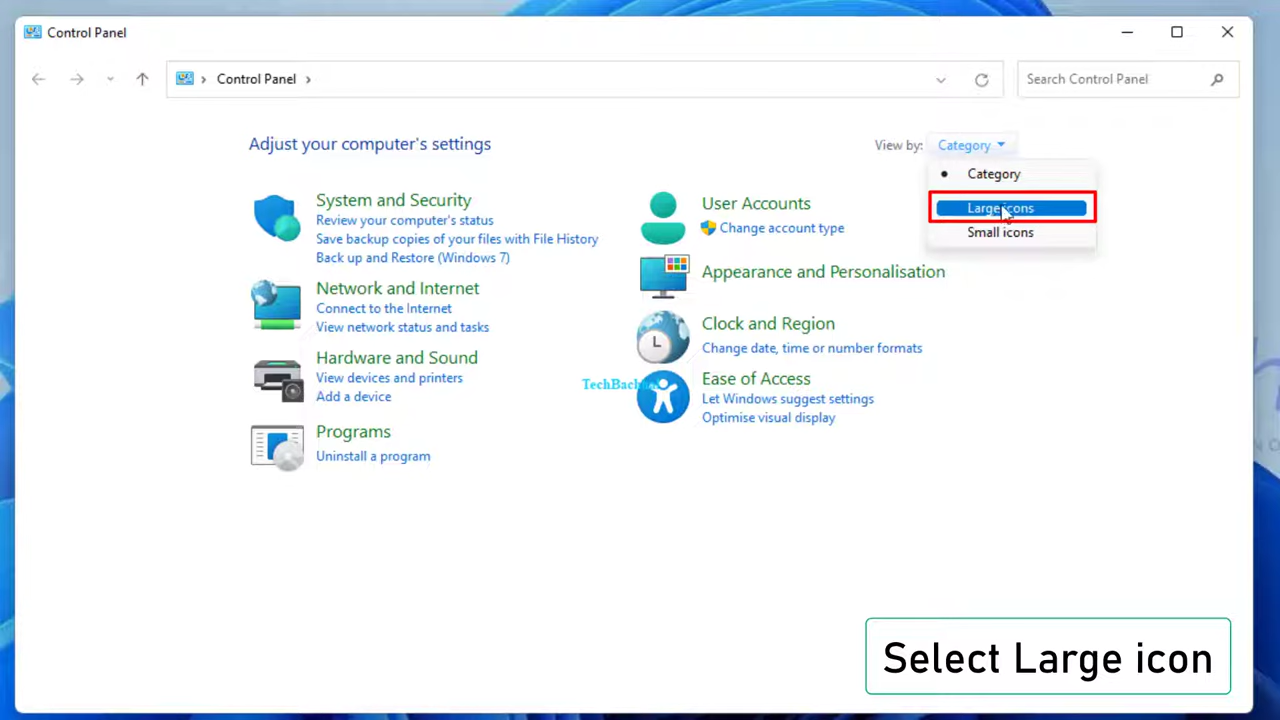 Control Panel
Control Panel
Search Control Panel
Adjust your computer's settings
View by: Category
Category
Large icons
Small icons
System and Security
Review your computer's status
Save backup copies of your files with File History
Back up and Restore (Windows 7)
Network and Internet
Connect to the Internet
View network status and tasks
Hardware and Sound
View devices and printers
Add a device
Programs
Uninstall a program
User Accounts
Change account type
Appearance and Personalisation
Clock and Region
Change date, time or number formats
Ease of Access
Let Windows suggest settings
Optimise visual display
Select Large icon